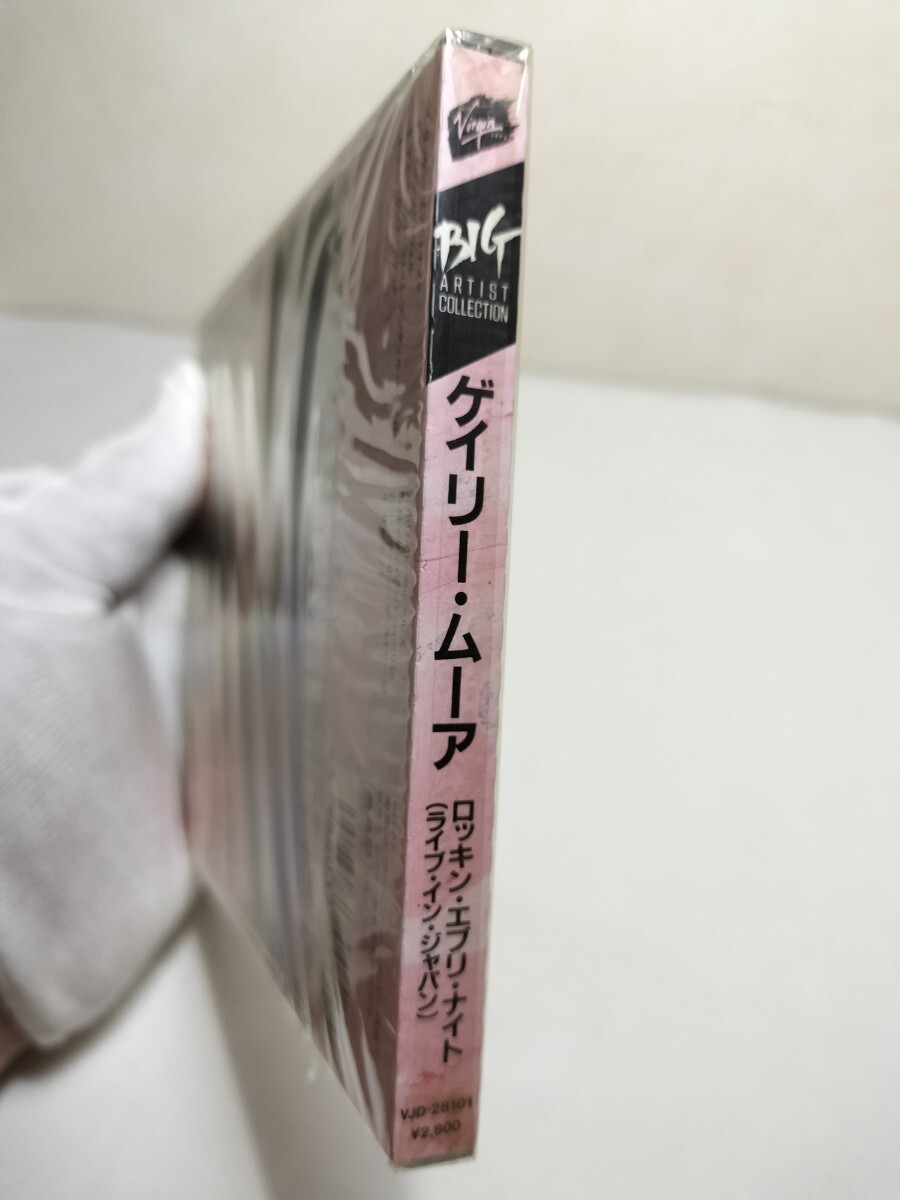 Virgin
BIG
ARTIST
COLLECTION
ゲイリー・ムーア
ロッキン・エブリ・ナイト
(ライブ・イン・ジャパン)
VJD-28101
¥2,800